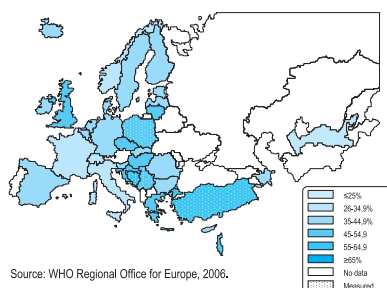 ≤25%
26-34,9%
35-44,9%
45-54,9
55-64,9
≥65%
No data
Measured
Source: WHO Regional Office for Europe, 2006.